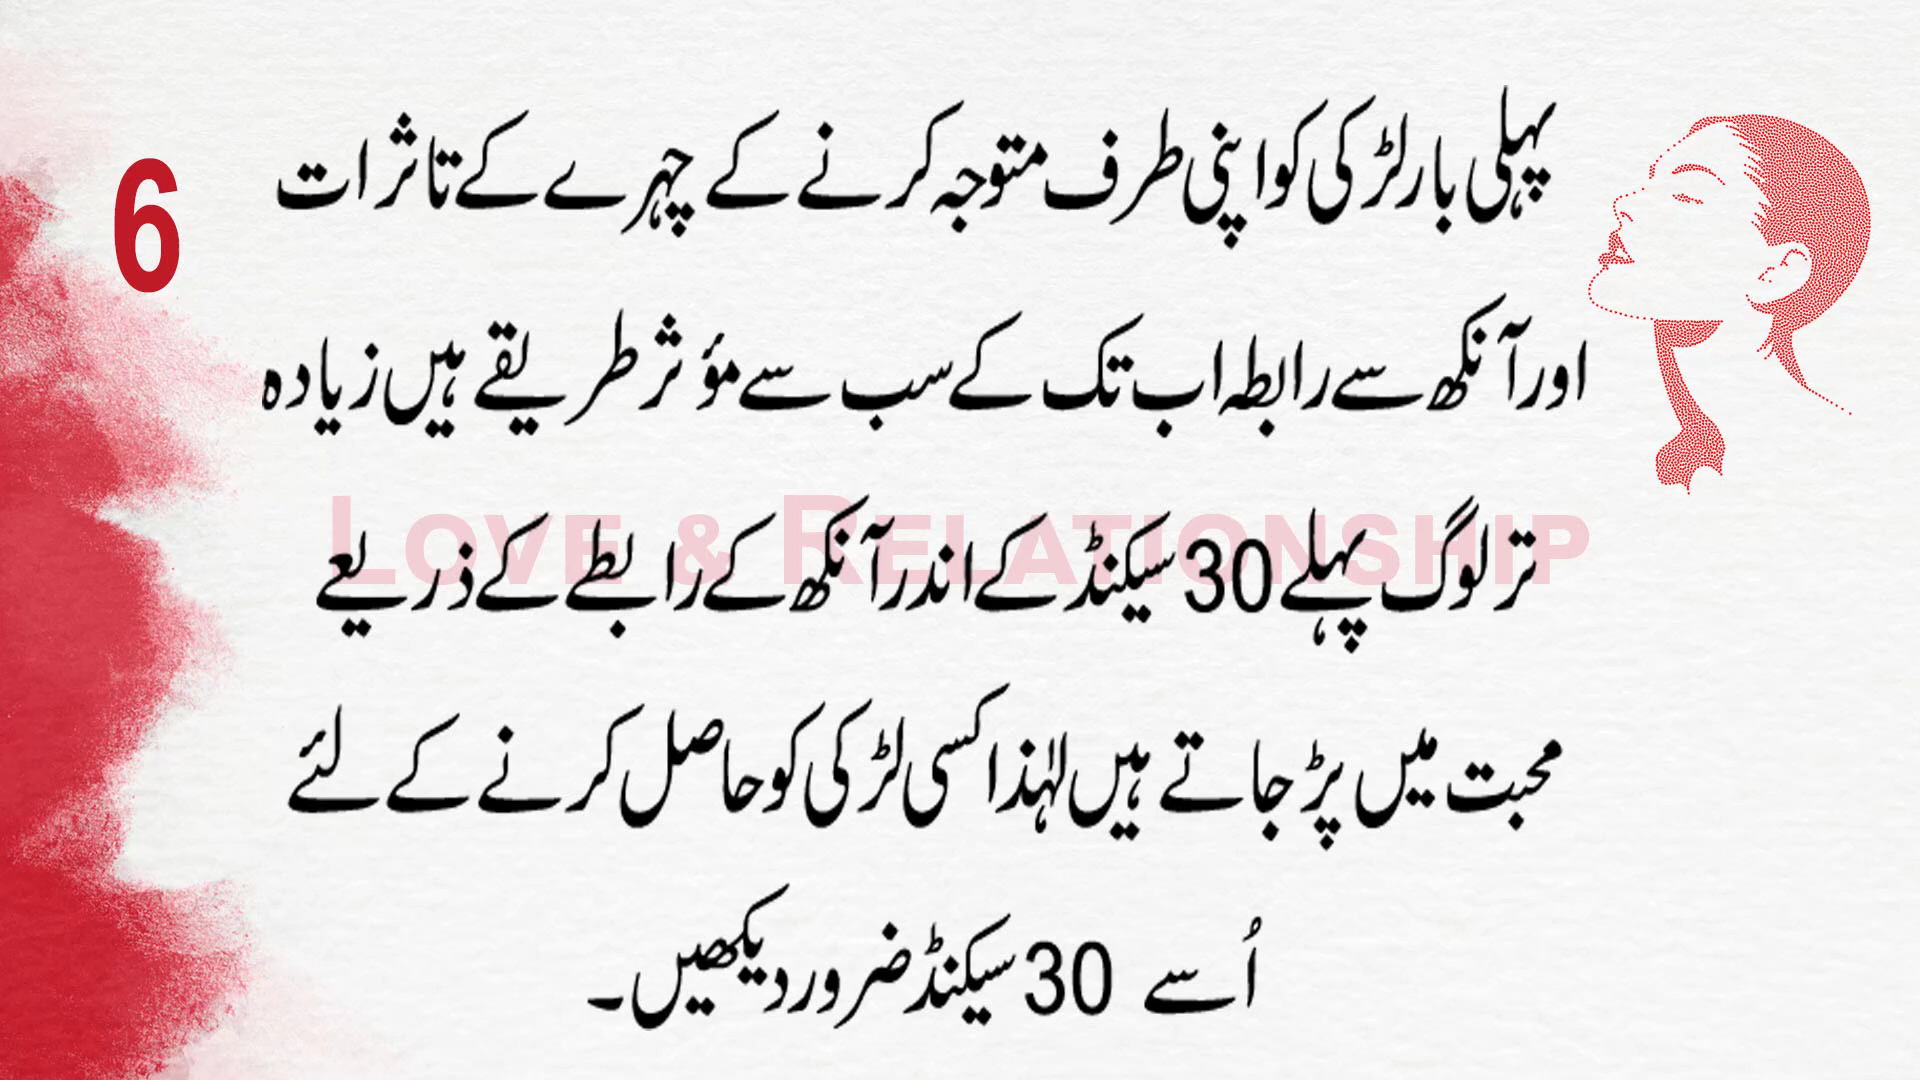 6
پہلی بار لڑکی کو اپنی طرف متوجہ کرنے کے چہرے کے تاثرات
اور آنکھ سے رابطہ اب تک کے سب سے مؤثر طریقے ہیں زیادہ
تر لوگ پہلے 30 سیکنڈ کے اندر آنکھ کے رابطے کے ذریعے
LOVE & RELATIONSHIP
محبت میں پڑ جاتے ہیں لہٰذا کسی لڑکی کو حاصل کرنے کے لئے
اُسے 30 سیکنڈ ضرور دیکھیں۔